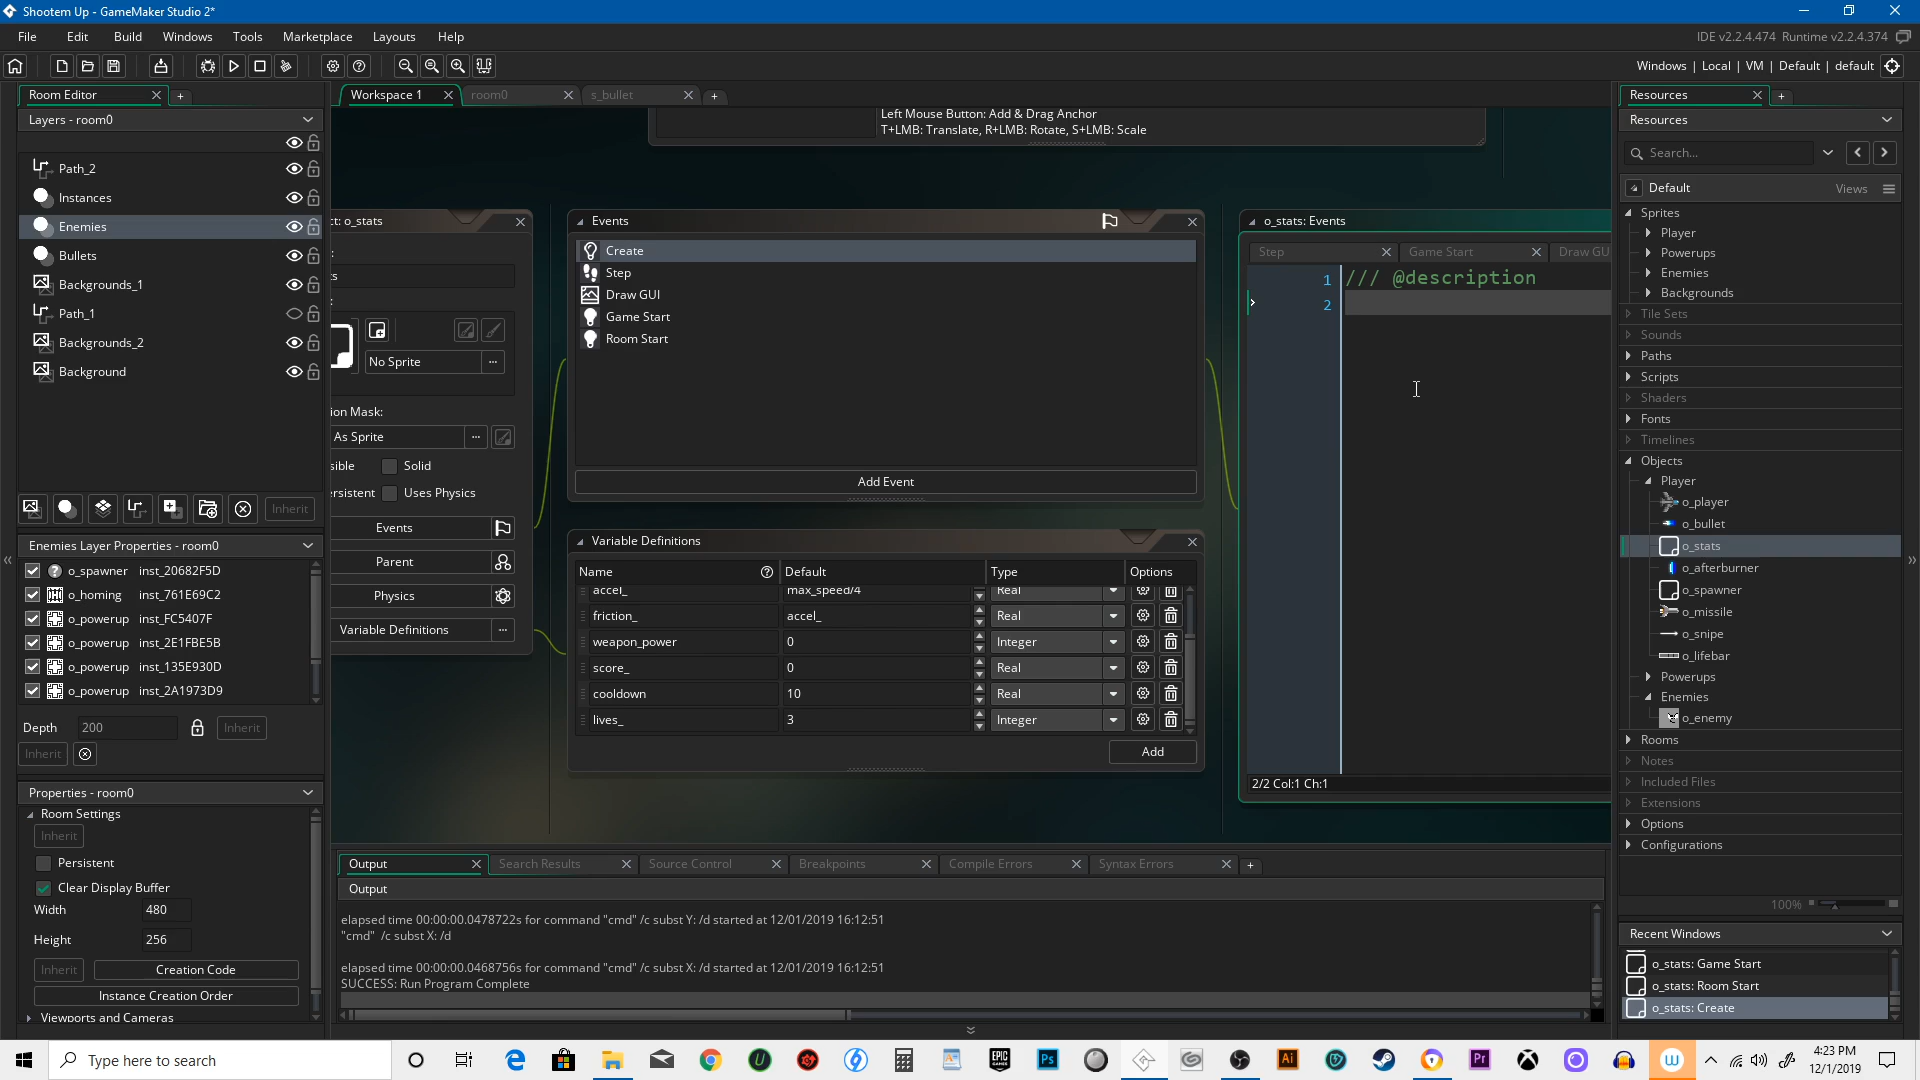 Shootem Up - GameMaker Studio 2*
File Edit Build Windows Tools Marketplace Layouts Help
IDE v2.2.4.474 Runtime v2.2.4.374
Windows | Local | VM | Default | default
Room Editor
Layers - room0
Path_2
Instances
Enemies
Bullets
Backgrounds_1
Path_1
Backgrounds_2
Background
Inherit
Enemies Layer Properties - room0
o_spawner inst_20682F5D
o_homing inst_761E69C2
o_powerup inst_FC5407F
o_powerup inst_2E1FBE5B
o_powerup inst_135E930D
o_powerup inst_2A1973D9
Depth 200 Inherit
Inherit
Properties - room0
Room Settings
Inherit
Persistent
Clear Display Buffer
Width 480
Height 256
Inherit Creation Code
Instance Creation Order
Viewports and Cameras
Workspace 1 room0 s_bullet
Left Mouse Button: Add & Drag Anchor
T+LMB: Translate, R+LMB: Rotate, S+LMB: Scale
ct: o_stats
ts
No Sprite
ion Mask:
As Sprite
sible Solid
ersistent Uses Physics
Events
Parent
Physics
Variable Definitions
Events
Create
Step
Draw GUI
Game Start
Room Start
Add Event
Variable Definitions
Name Default Type Options
accel_ max_speed/4 Real
friction_ accel_ Real
weapon_power 0 Integer
score_ 0 Real
cooldown 10 Real
lives_ 3 Integer
Add
o_stats: Events
Step Game Start Draw GU
1 /// @description
2
2/2 Col:1 Ch:1
Output Search Results Source Control Breakpoints Compile Errors Syntax Errors
Output
elapsed time 00:00:00.0478722s for command "cmd" /c subst Y: /d started at 12/01/2019 16:12:51
"cmd" /c subst X: /d
elapsed time 00:00:00.0468756s for command "cmd" /c subst X: /d started at 12/01/2019 16:12:51
SUCCESS: Run Program Complete
Resources
Resources
Search...
Default Views
Sprites
Player
Powerups
Enemies
Backgrounds
Tile Sets
Sounds
Paths
Scripts
Shaders
Fonts
Timelines
Objects
Player
o_player
o_bullet
o_stats
o_afterburner
o_spawner
o_missile
o_snipe
o_lifebar
Powerups
Enemies
o_enemy
Rooms
Notes
Included Files
Extensions
Options
Configurations
100%
Recent Windows
o_stats: Game Start
o_stats: Room Start
o_stats: Create
Type here to search
EPIC GAMES
Ps
Ai
Pr
W
4:23 PM
12/1/2019